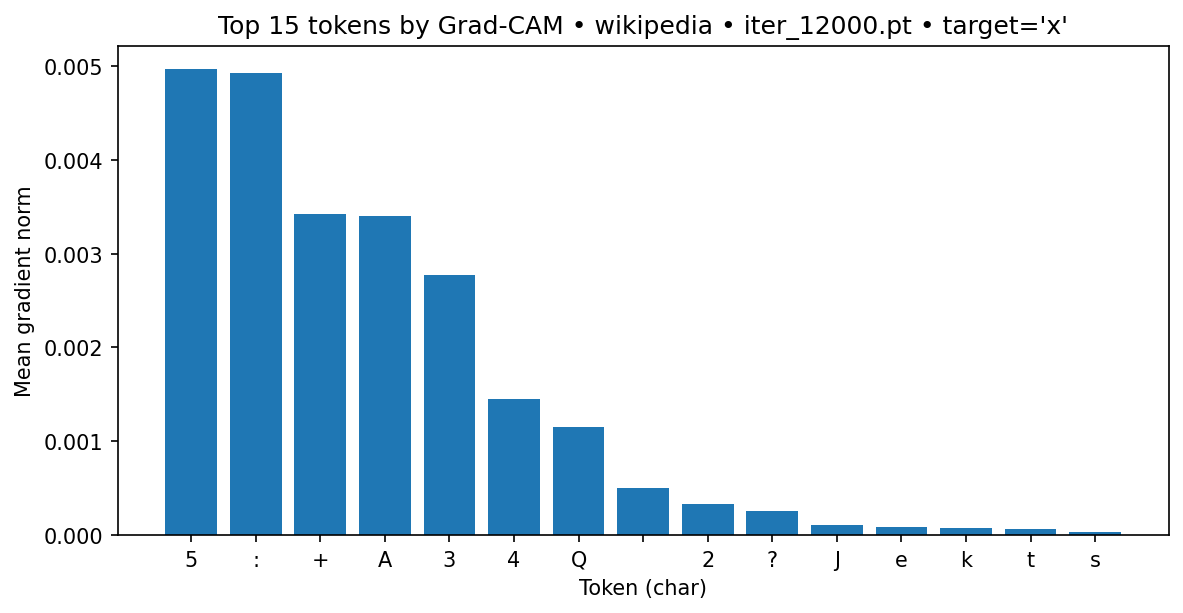 Top 15 tokens by Grad-CAM • wikipedia • iter_12000.pt • target='x'
0.005
0.004
0.003
0.002
0.001
0.000
Mean gradient norm
5 : + A 3 4 Q 2 ? J e k t s
Token (char)